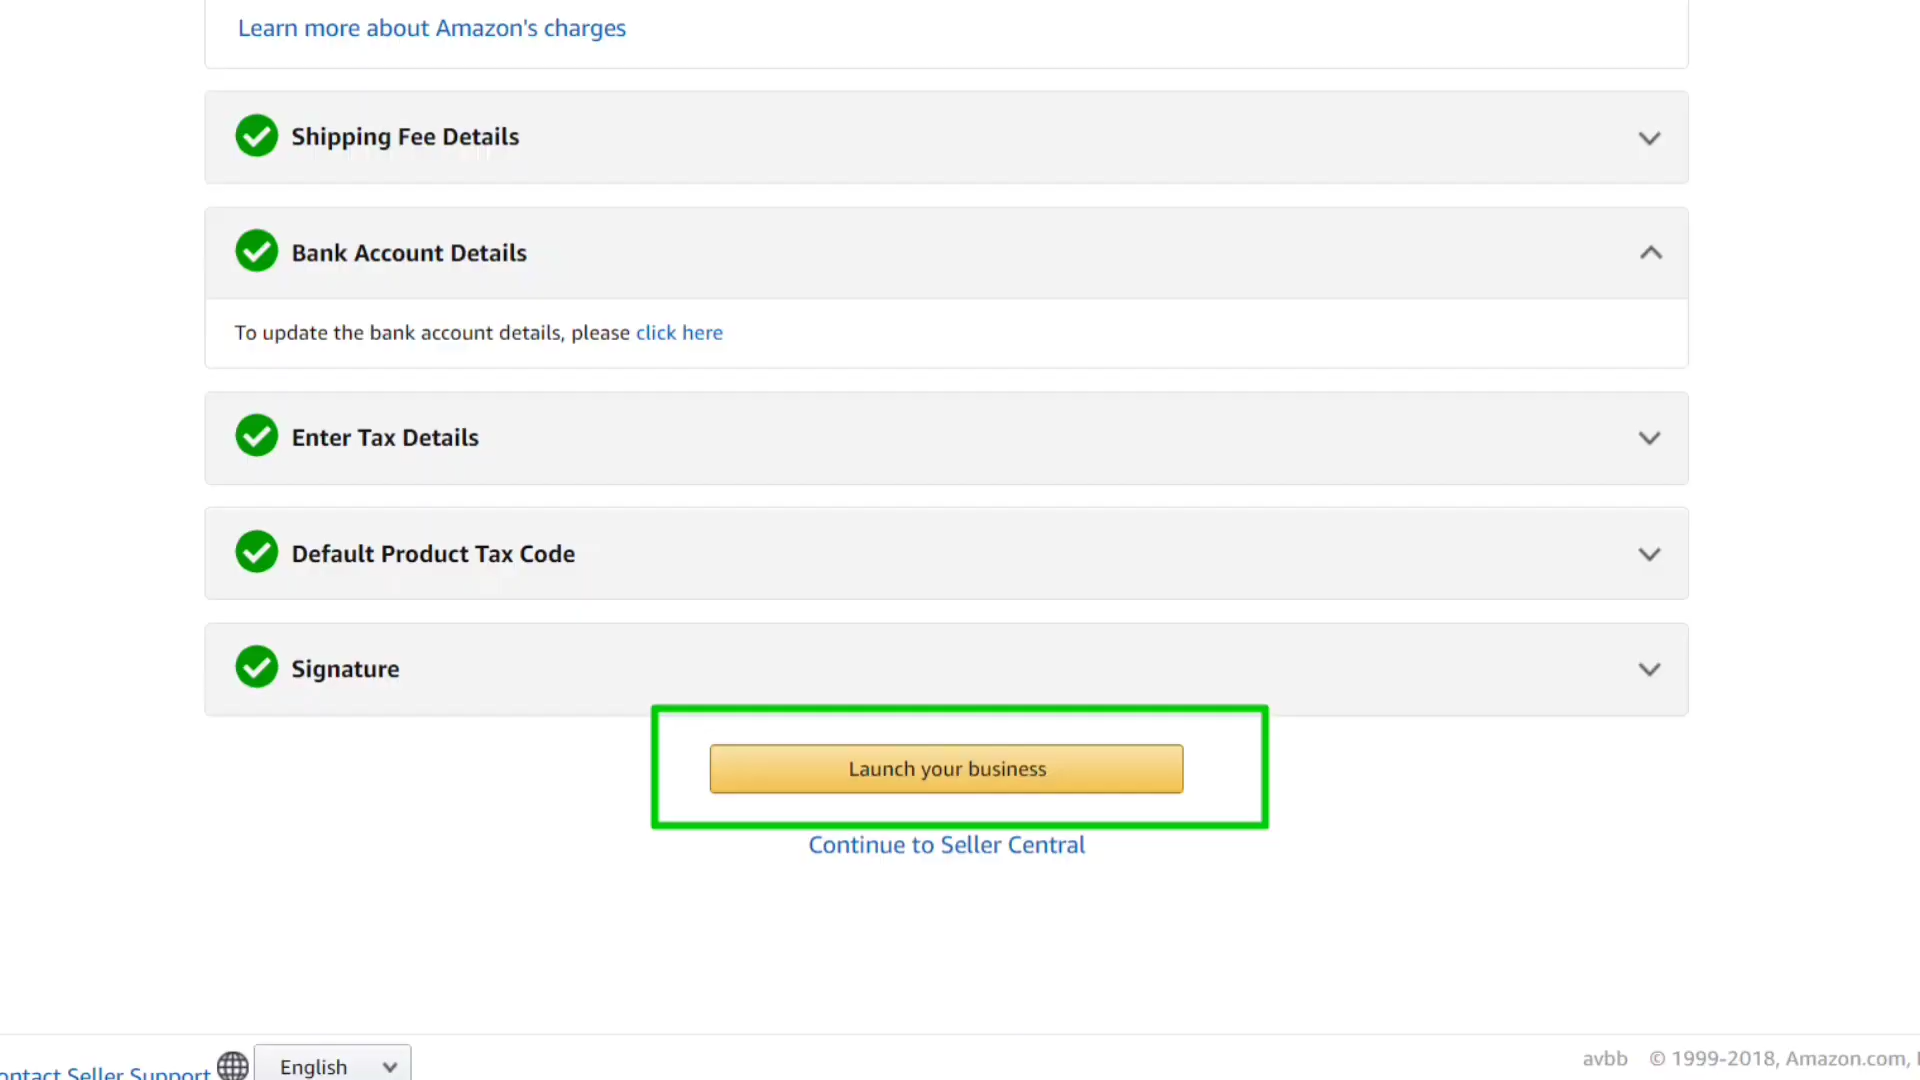 Learn more about Amazon's charges
Shipping Fee Details
Bank Account Details
To update the bank account details, please click here
Enter Tax Details
Default Product Tax Code
Signature
Launch your business
Continue to Seller Central
ontact Seller Support
English
avbb © 1999-2018, Amazon.com,